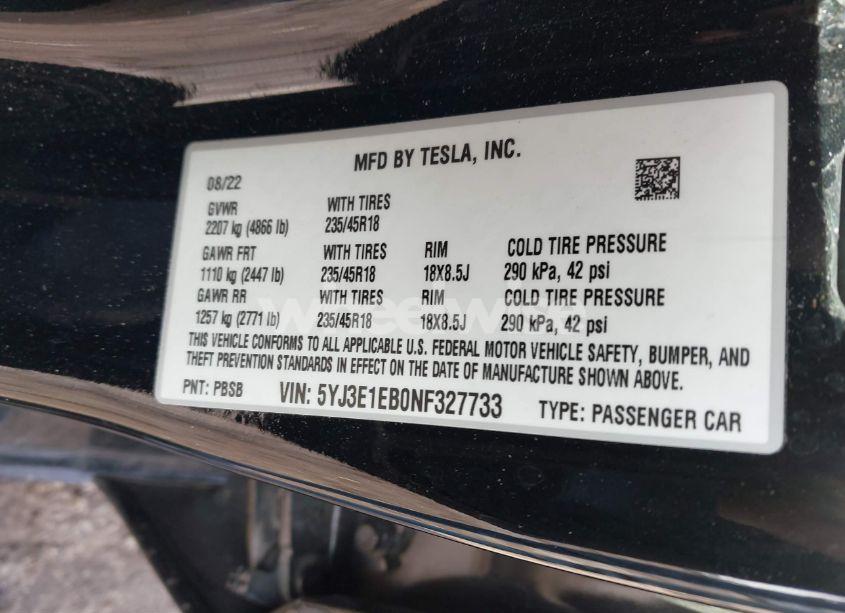 MFD BY TESLA, INC.
08/22
GVWR WITH TIRES
2207 kg (4866 lb) 235/45R18
GAWR FRT WITH TIRES RIM COLD TIRE PRESSURE
1110 kg (2447 lb) 235/45R18 18X8.5J 290 kPa, 42 psi
GAWR RR WITH TIRES RIM COLD TIRE PRESSURE
1257 kg (2771 lb) 235/45R18 18X8.5J 290 kPa, 42 psi
THIS VEHICLE CONFORMS TO ALL APPLICABLE U.S. FEDERAL MOTOR VEHICLE SAFETY, BUMPER, AND
THEFT PREVENTION STANDARDS IN EFFECT ON THE DATE OF MANUFACTURE SHOWN ABOVE.
PNT: PBSB VIN: 5YJ3E1EB0NF327733 TYPE: PASSENGER CAR